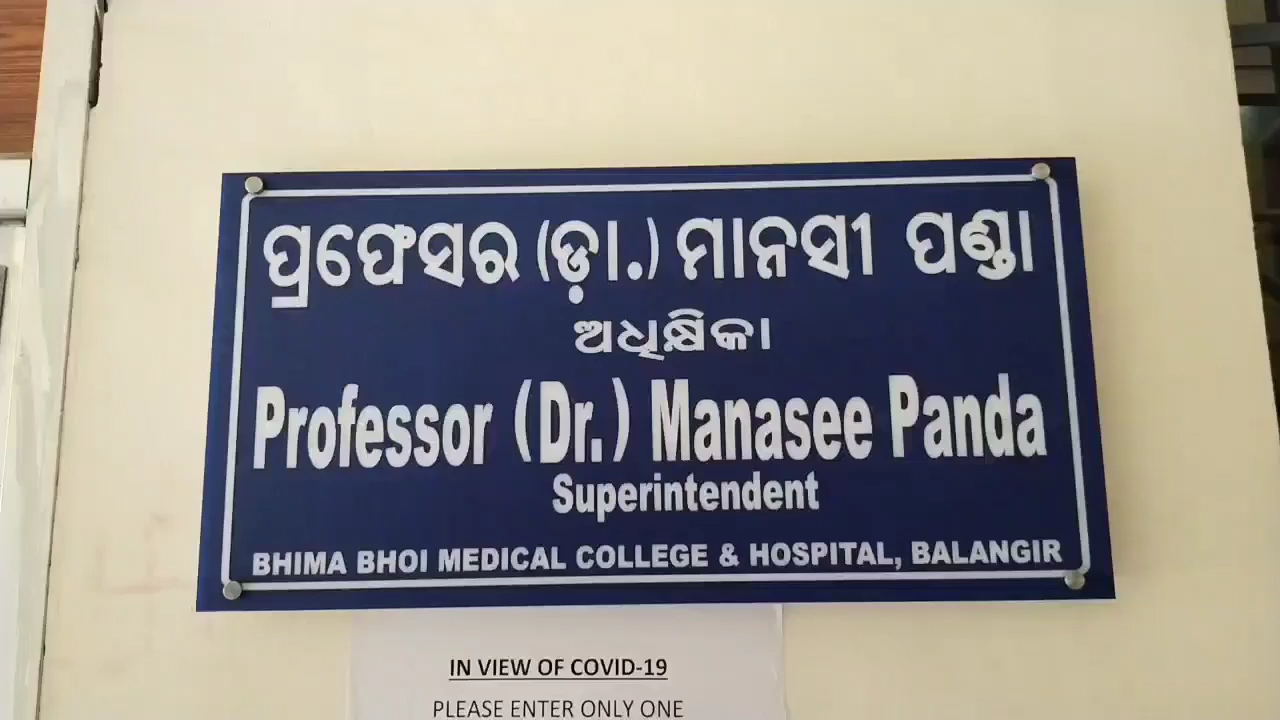 ପ୍ରଫେସର (ଡ଼ା.) ମାନସୀ ପଣ୍ଡା
ଅଧିକ୍ଷିକା
Professor (Dr.) Manasee Panda
Superintendent
BHIMA BHOI MEDICAL COLLEGE & HOSPITAL, BALANGIR
IN VIEW OF COVID-19
PLEASE ENTER ONLY ONE